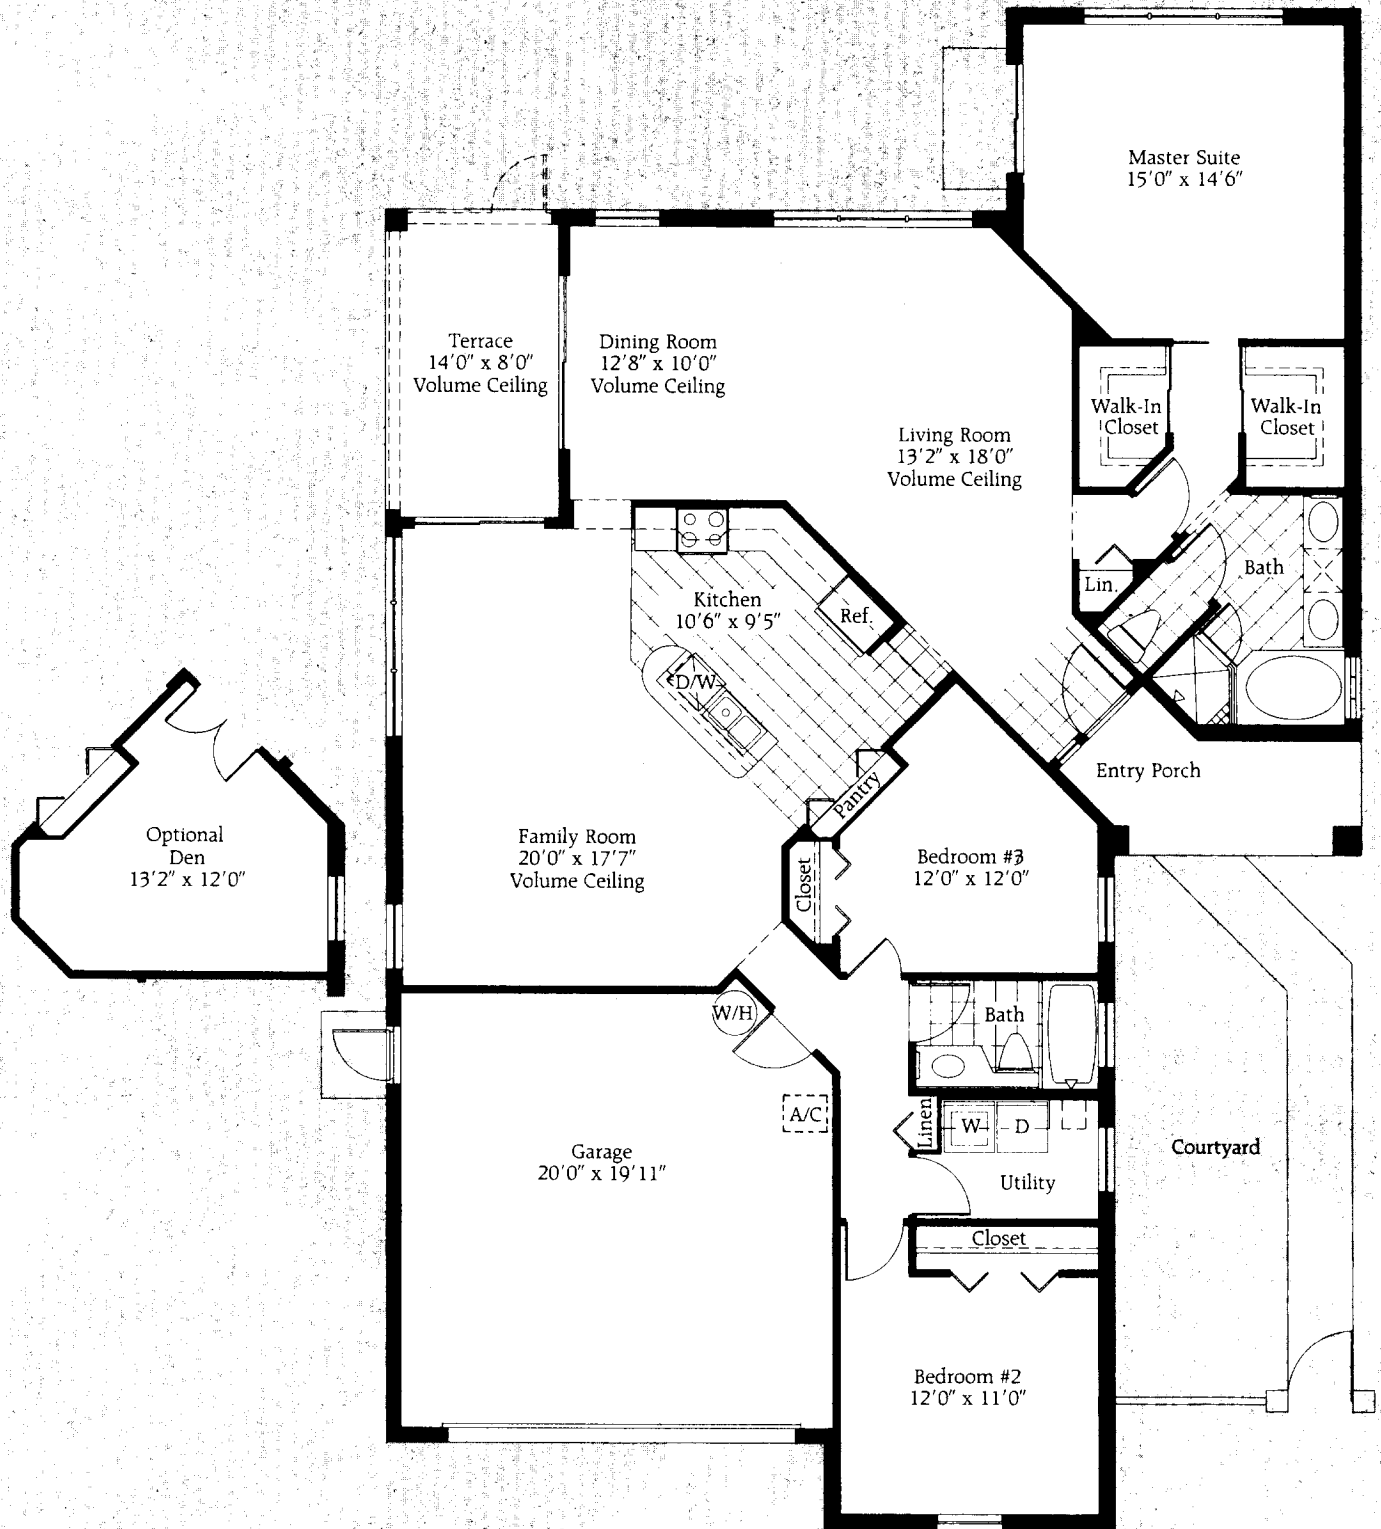 Master Suite
15'0" x 14'6"
Terrace
14'0" x 8'0"
Volume Ceiling
Dining Room
12'8" x 10'0"
Volume Ceiling
Living Room
13'2" x 18'0"
Volume Ceiling
Walk-In
Closet
Walk-In
Closet
Lin.
Bath
Kitchen
10'6" x 9'5"
Ref.
D/W
Entry Porch
Pantry
Optional
Den
13'2" x 12'0"
Family Room
20'0" x 17'7"
Volume Ceiling
Closet
Bedroom #3
12'0" x 12'0"
W/H
Bath
A/C
Linen
W
D
Utility
Courtyard
Garage
20'0" x 19'11"
Closet
Bedroom #2
12'0" x 11'0"